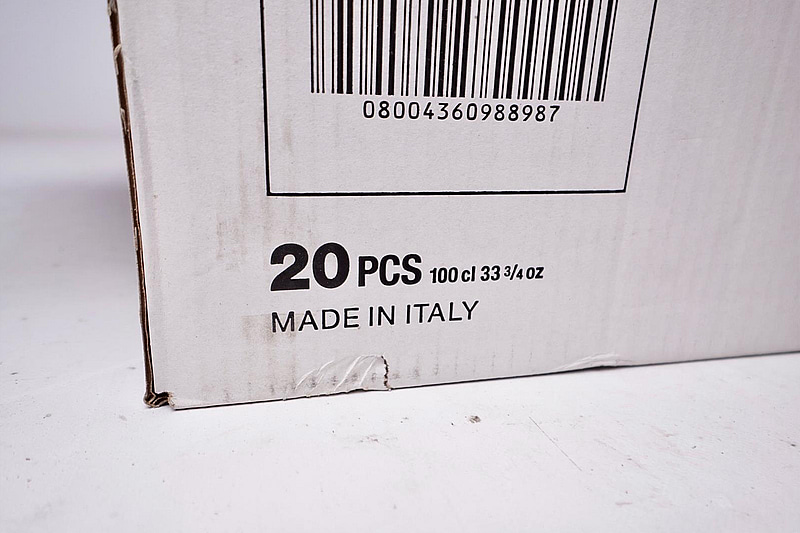 08004360988987
20 PCS 100 cl 33 3/4 oz
MADE IN ITALY